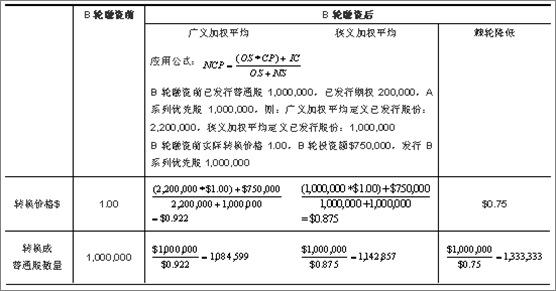 B 轮融资前
B 轮融资后
广义加权平均
狭义加权平均
棘轮降低
应用公式：NCP = (OS*CP) + IC / OS + NS
B 轮融资前已发行普通股 1,000,000，已发行期权 200,000，A
系列优先股 1,000,000，则：广义加权平均定义已发行股份：
2,200,000，狭义加权平均定义已发行股份：1,000,000
B 轮融资前实际转换价格 1.00，B 轮投资额$750,000，发行 B
系列优先股 1,000,000
转换价格$
1.00
(2,200,000 *$1.00) + $750,000
2,200,000 + 1,000,000
= $0.922
(1,000,000 *$1.00) + $750,000
1,000,000 +1,000,000
= $0.875
$0.75
转换成
普通股数量
1,000,000
$1,000,000 / $0.922 = 1,084,599
$1,000,000 / $0.875 = 1,142,857
$1,000,000 / $0.75 = 1,333,333